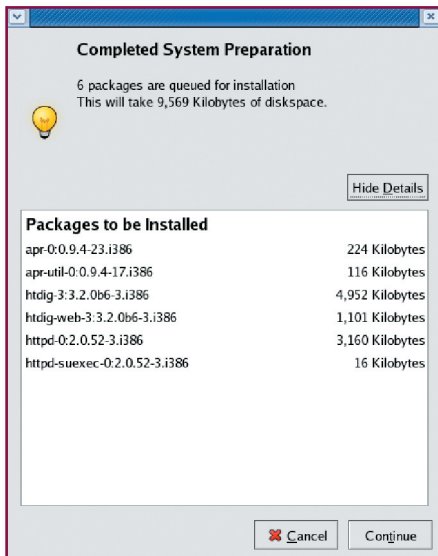 Completed System Preparation
6 packages are queued for installation
This will take 9,569 Kilobytes of diskspace.
Hide Details
Packages to be Installed
apr-0:0.9.4-23.i386 224 Kilobytes
apr-util-0:0.9.4-17.i386 116 Kilobytes
htdig-3:3.2.0b6-3.i386 4,952 Kilobytes
htdig-web-3:3.2.0b6-3.i386 1,101 Kilobytes
httpd-0:2.0.52-3.i386 3,160 Kilobytes
httpd-suexec-0:2.0.52-3.i386 16 Kilobytes
Cancel Continue